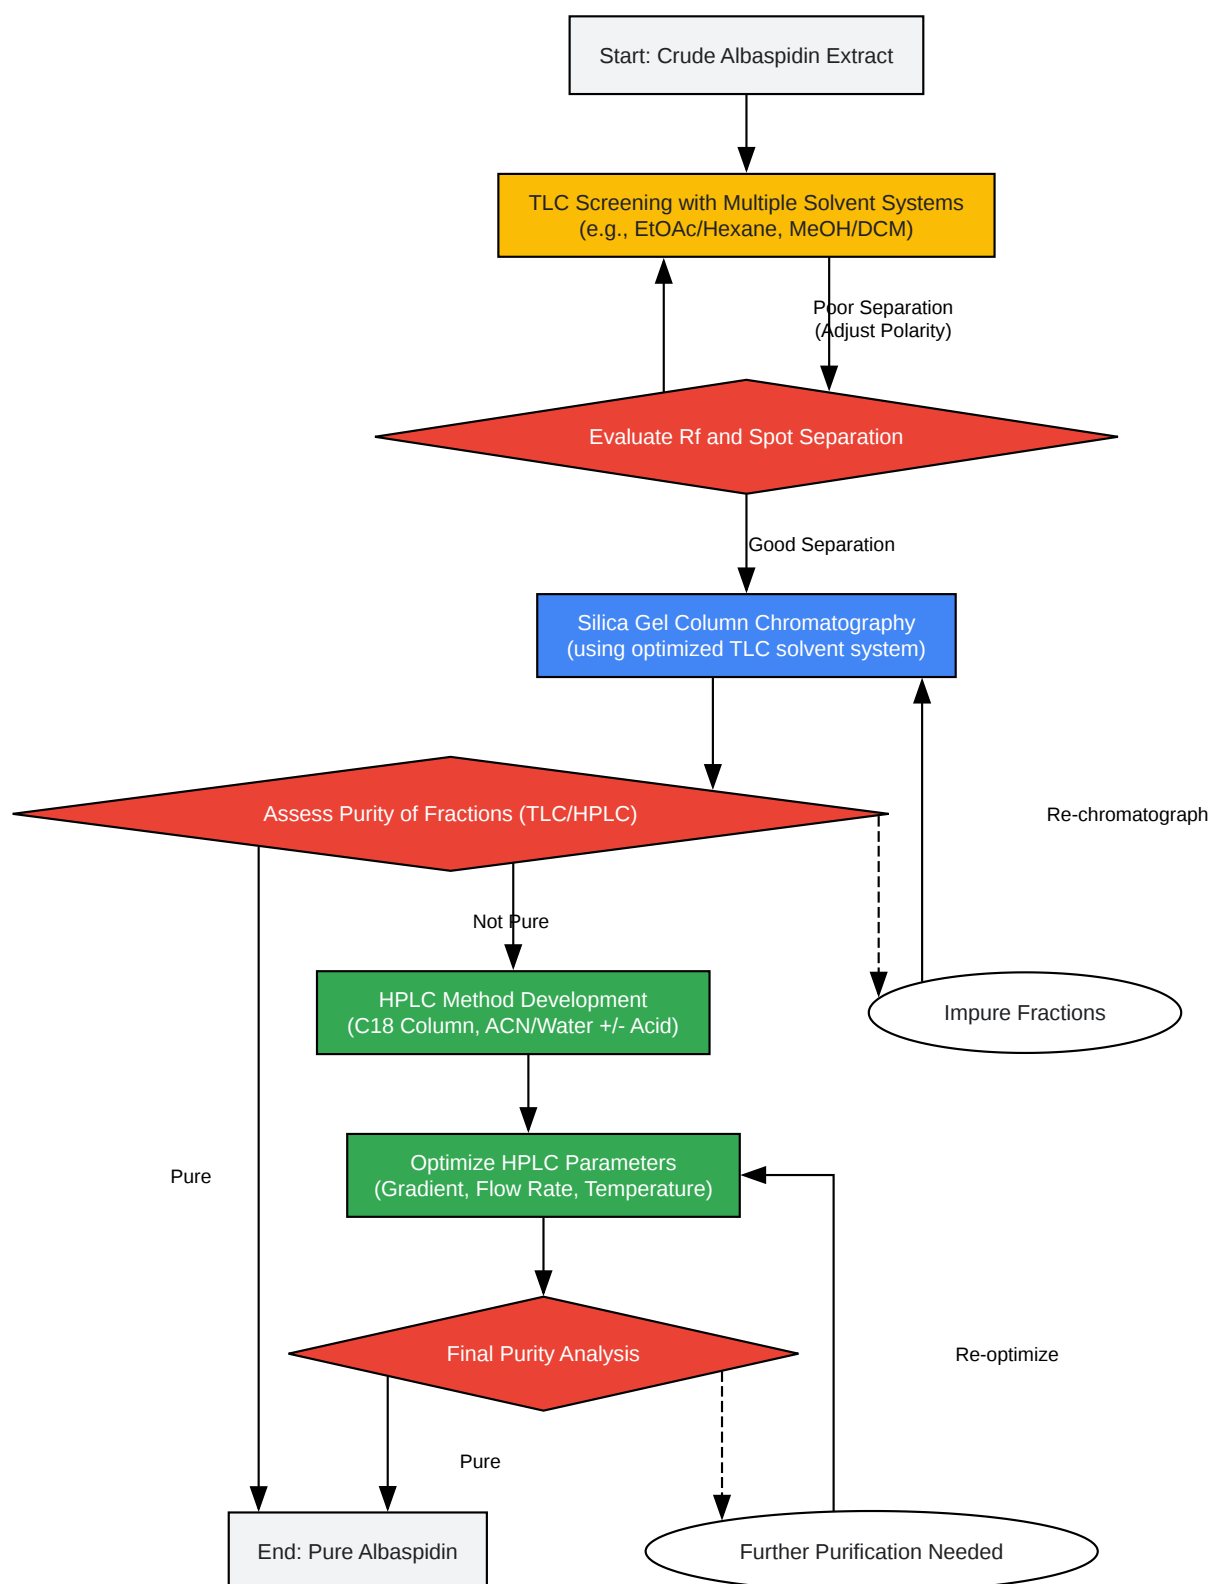 Start: Crude Albaspidin Extract
TLC Screening with Multiple Solvent Systems
(e.g., EtOAc/Hexane, MeOH/DCM)
Poor Separation
(Adjust Polarity)
Evaluate Rf and Spot Separation
Good Separation
Silica Gel Column Chromatography
(using optimized TLC solvent system)
Assess Purity of Fractions (TLC/HPLC)
Re-chromatograph
Not Pure
HPLC Method Development
(C18 Column, ACN/Water +/- Acid)
Impure Fractions
Optimize HPLC Parameters
(Gradient, Flow Rate, Temperature)
Pure
Final Purity Analysis
Re-optimize
Pure
End: Pure Albaspidin
Further Purification Needed